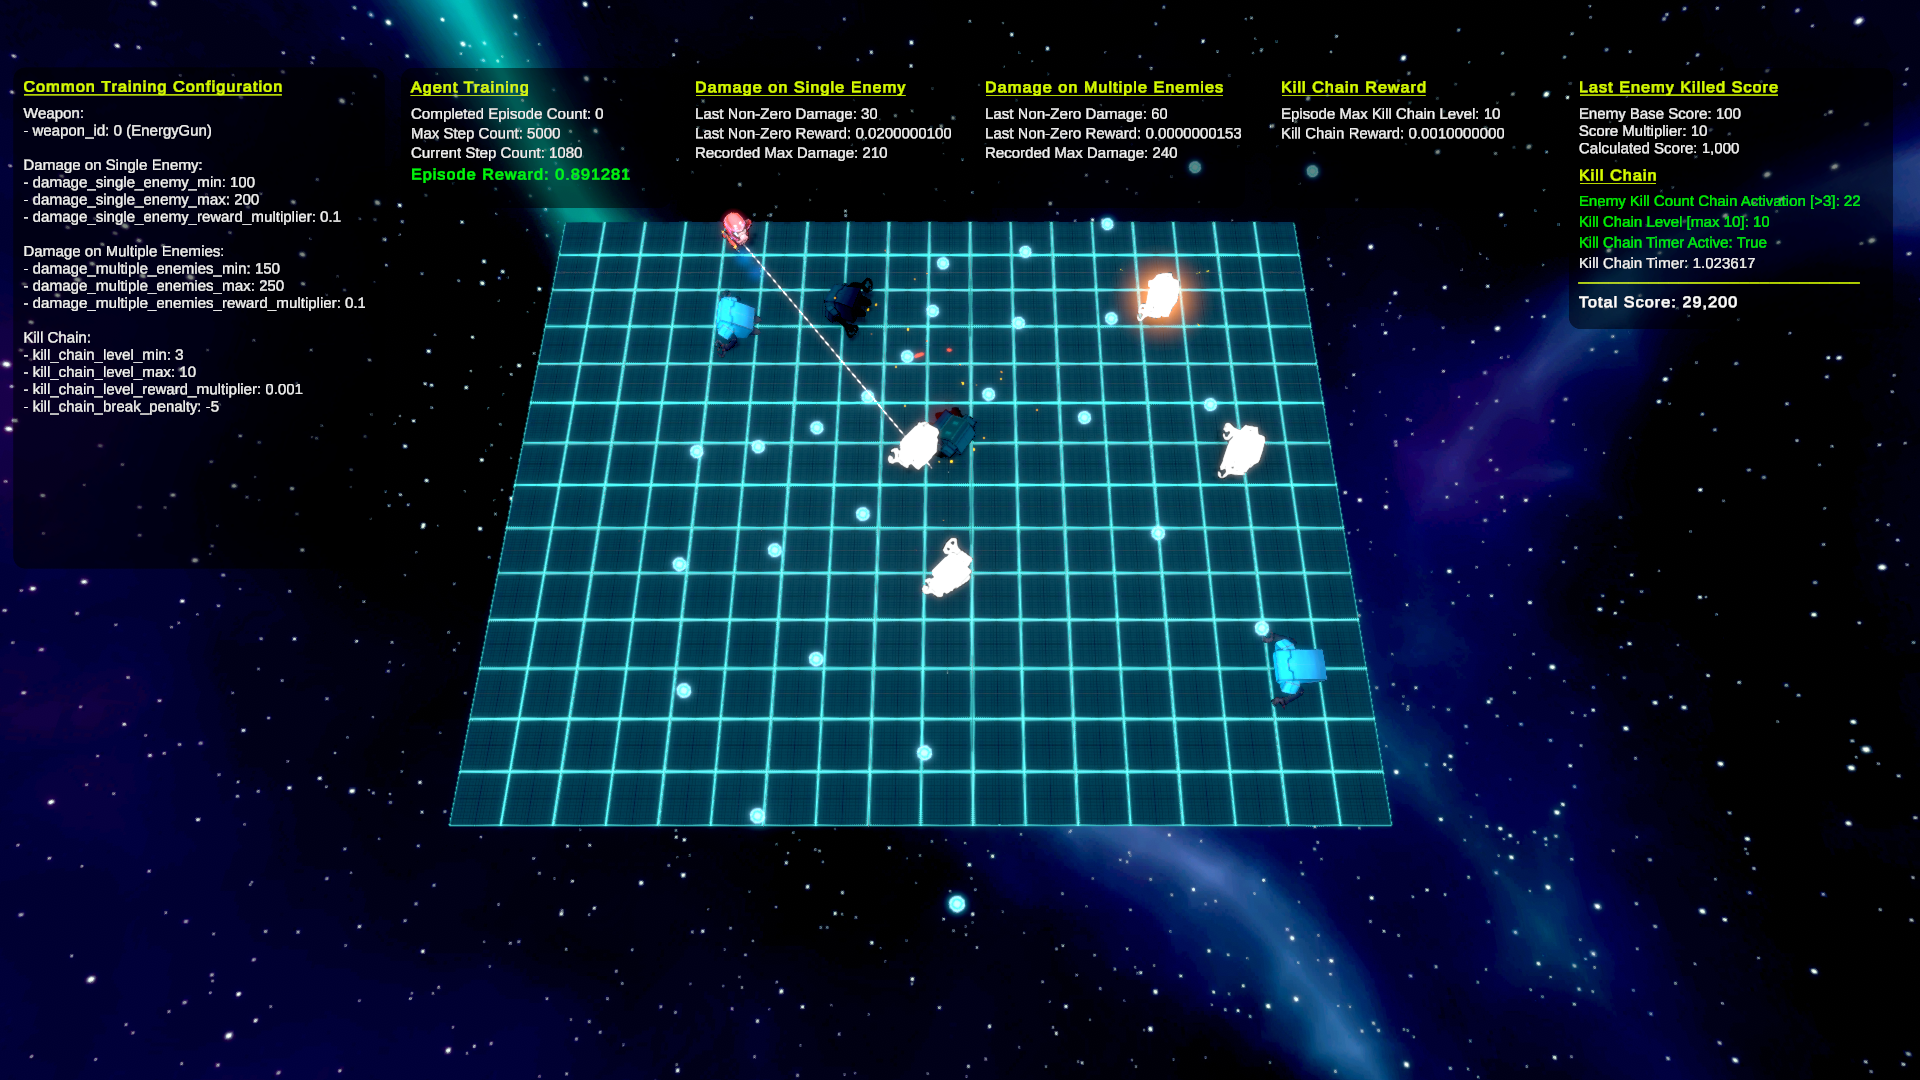 Common Training Configuration
Weapon:
- weapon_id: 0 (EnergyGun)
Damage on Single Enemy:
- damage_single_enemy_min: 100
- damage_single_enemy_max: 200
- damage_single_enemy_reward_multiplier: 0.1
Damage on Multiple Enemies:
- damage_multiple_enemies_min: 150
- damage_multiple_enemies_max: 250
- damage_multiple_enemies_reward_multiplier: 0.1
Kill Chain:
- kill_chain_level_min: 3
- kill_chain_level_max: 10
- kill_chain_level_reward_multiplier: 0.001
- kill_chain_break_penalty: -5
Agent Training
Completed Episode Count: 0
Max Step Count: 5000
Current Step Count: 1080
Episode Reward: 0.891281
Damage on Single Enemy
Last Non-Zero Damage: 30
Last Non-Zero Reward: 0.0200000100
Recorded Max Damage: 210
Damage on Multiple Enemies
Last Non-Zero Damage: 60
Last Non-Zero Reward: 0.0000000153
Recorded Max Damage: 240
Kill Chain Reward
Episode Max Kill Chain Level: 10
Kill Chain Reward: 0.0010000000
Last Enemy Killed Score
Enemy Base Score: 100
Score Multiplier: 10
Calculated Score: 1,000
Kill Chain
Enemy Kill Count Chain Activation [>3]: 22
Kill Chain Level [max 10]: 10
Kill Chain Timer Active: True
Kill Chain Timer: 1.023617
Total Score: 29,200